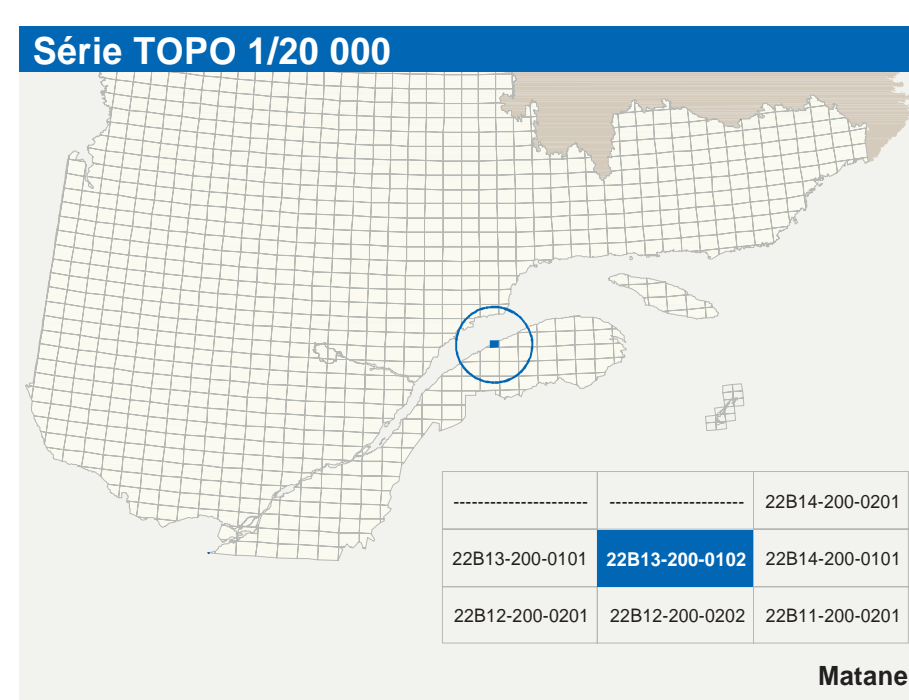 Série TOPO 1/20 000
--------------------- --------------------- 22B14-200-0201
22B13-200-0101 22B13-200-0102 22B14-200-0101
22B12-200-0201 22B12-200-0202 22B11-200-0201
Matane